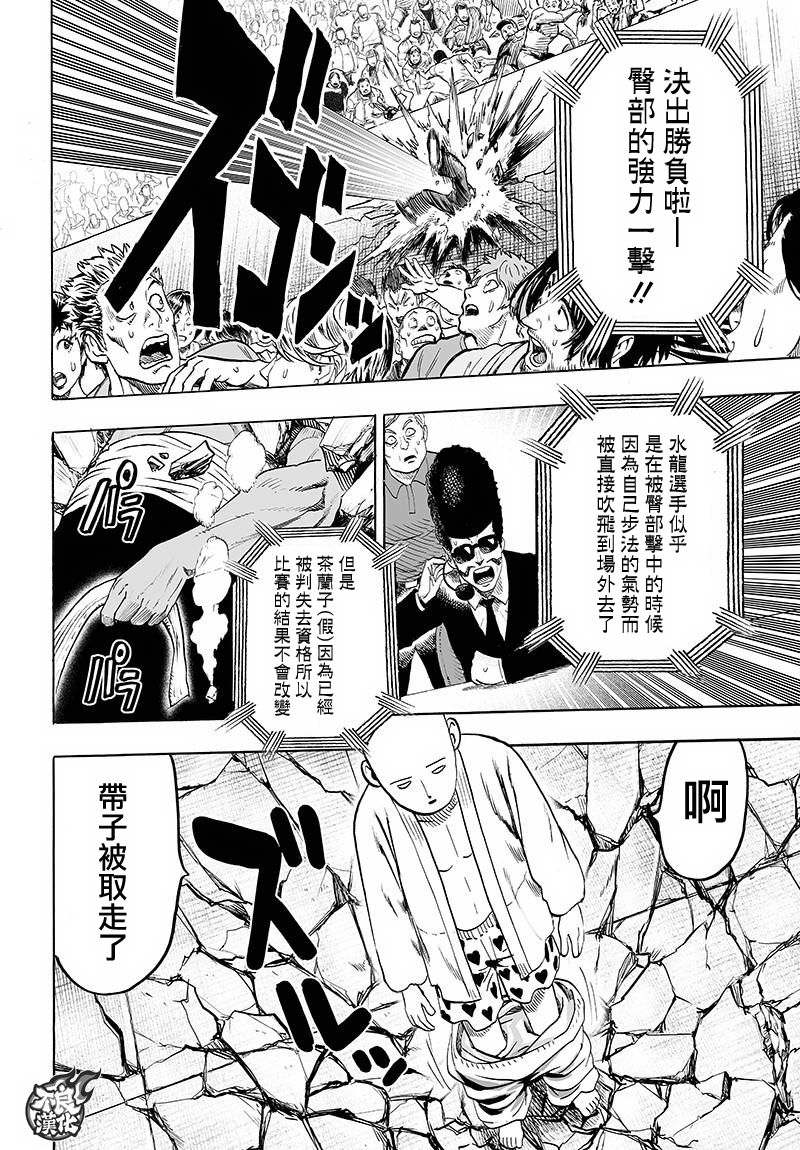 決出勝負啦—
臀部的強力一擊!!
ズゴンッ
水龍選手似乎
是在被臀部擊中的時候
因為自己步法的氣勢而
被直接吹飛到場外去了
但是
茶蘭子(假)因為已經
被判失去資格所以
比賽的結果不會改變
パラ
パラ
啊
帶子被取走了
ズルッ
漢化